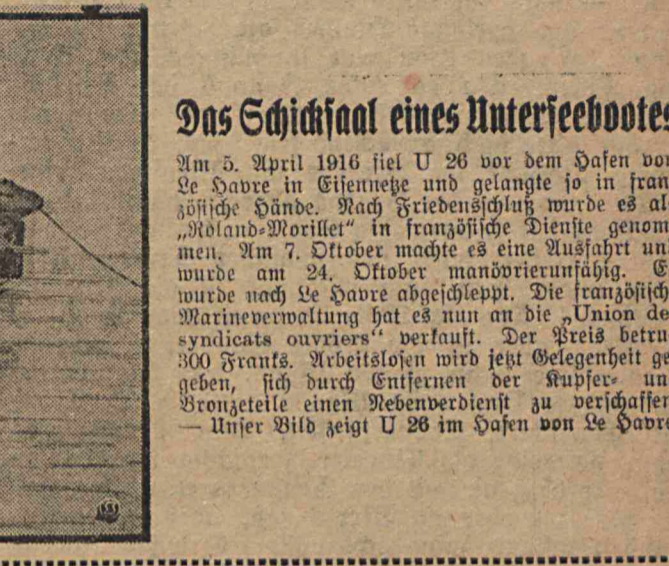 Das Schicksaal eines Unterseebootes
Am 5. April 1916 fiel U 26 vor dem Hafen von
Le Havre in Eisennetze und gelangte so in fran
zösische Hände. Nach Friedensschluß wurde es al
„Roland-Morillet“ in französische Dienste genom
men. Am 7. Oktober machte es eine Ausfahrt un
wurde am 24. Oktober manövrierunfähig. E
wurde nach Le Havre abgeschleppt. Die französisch
Marineverwaltung hat es nun an die „Union de
syndicats ouvriers“ verkauft. Der Preis betru
300 Franks. Arbeitslosen wird jetzt Gelegenheit ge
geben, sich durch Entfernen der Kupfer- un
Bronzeteile einen Nebenverdienst zu verschaffen
— Unser Bild zeigt U 26 im Hafen von Le Havre